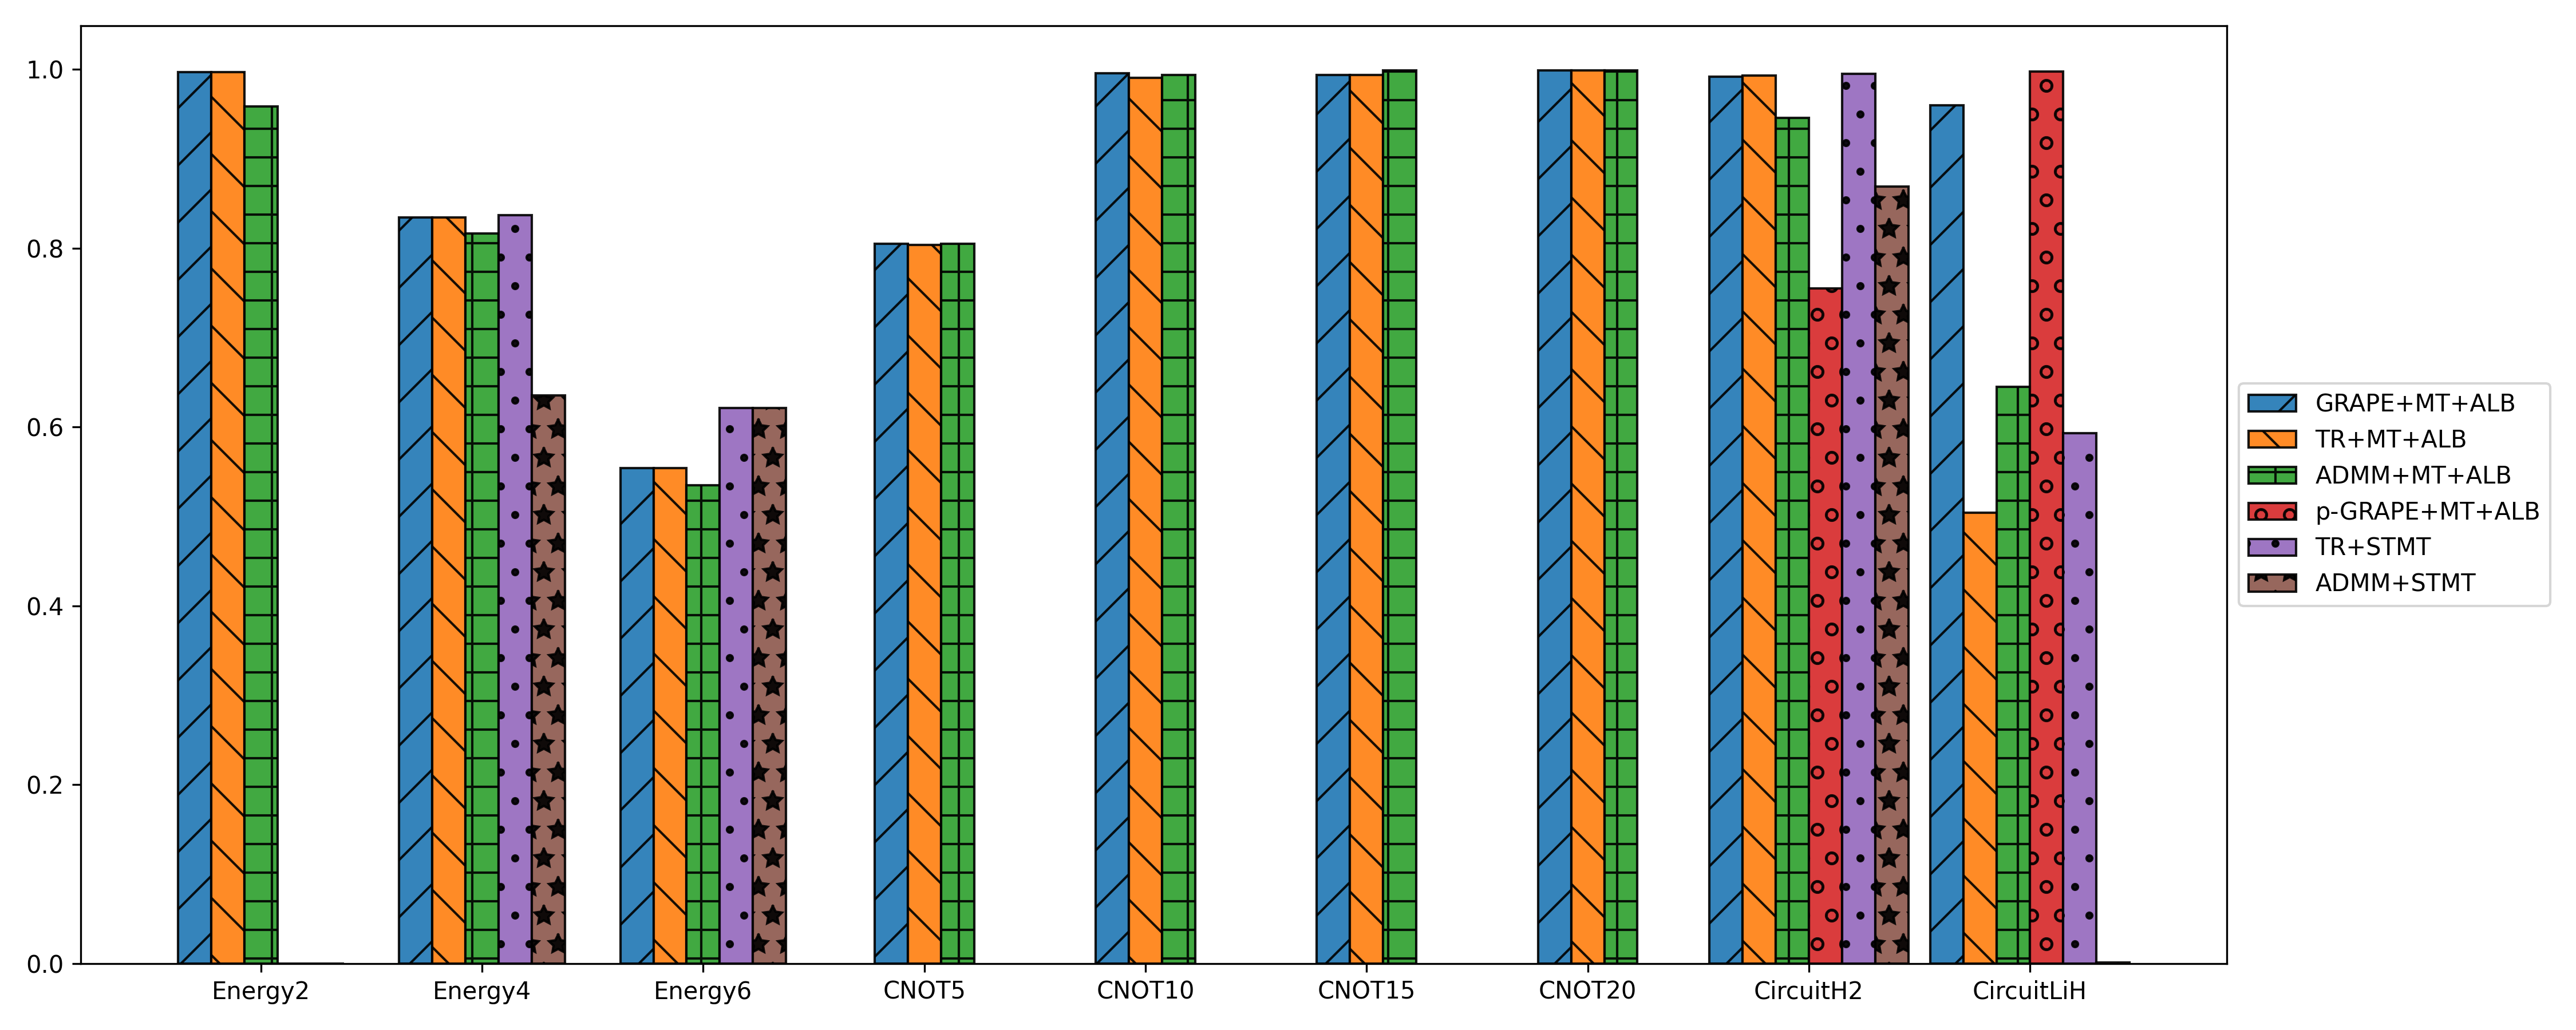 1.0
0.8
0.6
0.4
0.2
0.0
Energy2 Energy4 Energy6 CNOT5 CNOT10 CNOT15 CNOT20 CircuitH2 CircuitLiH
GRAPE+MT+ALB
TR+MT+ALB
ADMM+MT+ALB
p-GRAPE+MT+ALB
TR+STMT
ADMM+STMT